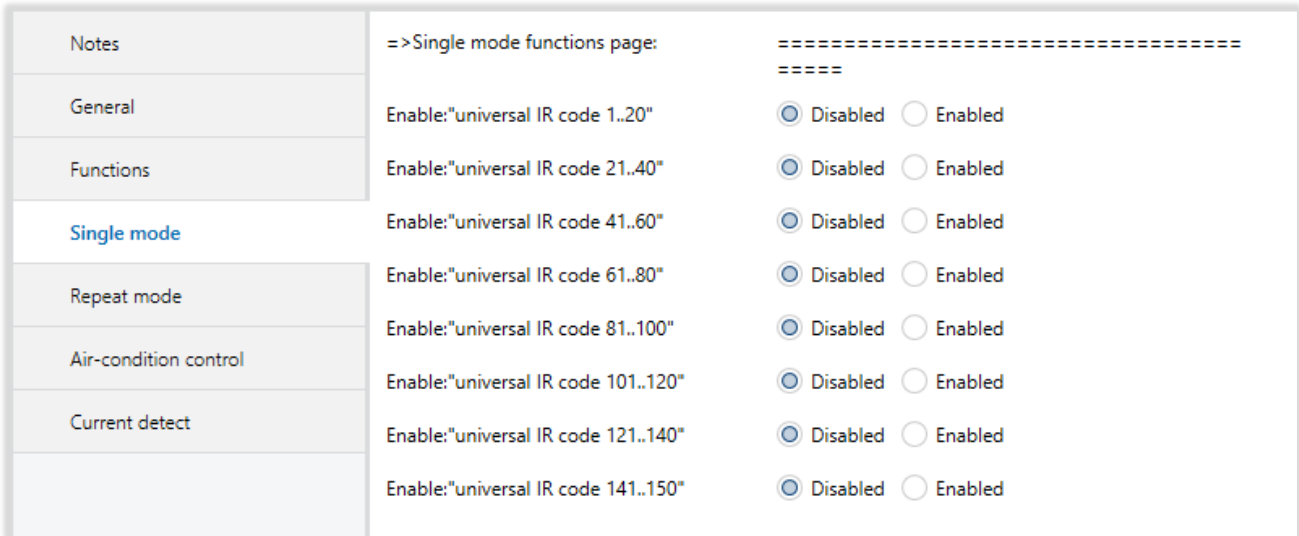 Notes
General
Functions
Single mode
Repeat mode
Air-condition control
Current detect
=>Single mode functions page: ===================================
=====
Enable:"universal IR code 1..20" Disabled Enabled
Enable:"universal IR code 21..40" Disabled Enabled
Enable:"universal IR code 41..60" Disabled Enabled
Enable:"universal IR code 61..80" Disabled Enabled
Enable:"universal IR code 81..100" Disabled Enabled
Enable:"universal IR code 101..120" Disabled Enabled
Enable:"universal IR code 121..140" Disabled Enabled
Enable:"universal IR code 141..150" Disabled Enabled